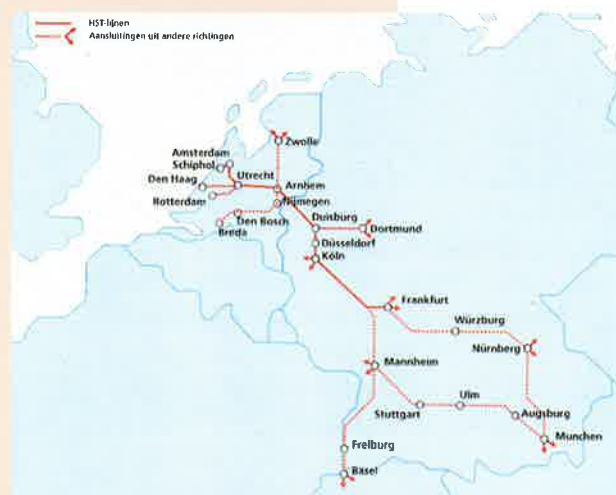 HST-lijnen
Aansluitingen uit andere richtingen
Zwolle
Amsterdam
Schiphol
Utrecht
Den Haag
Arnhem
Rotterdam
Nijmegen
Den Bosch
Breda
Duisburg
Dortmund
Düsseldorf
Köln
Frankfurt
Würzburg
Nürnberg
Mannheim
Ulm
Stuttgart
Augsburg
Munchen
Freiburg
Basel